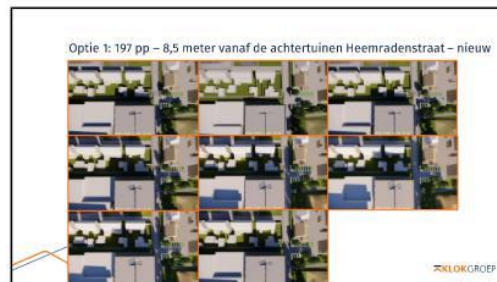 Optie 1: 197 pp – 8,5 meter vanaf de achtertuinen Heemradenstraat – nieuw
KLOKGROEP